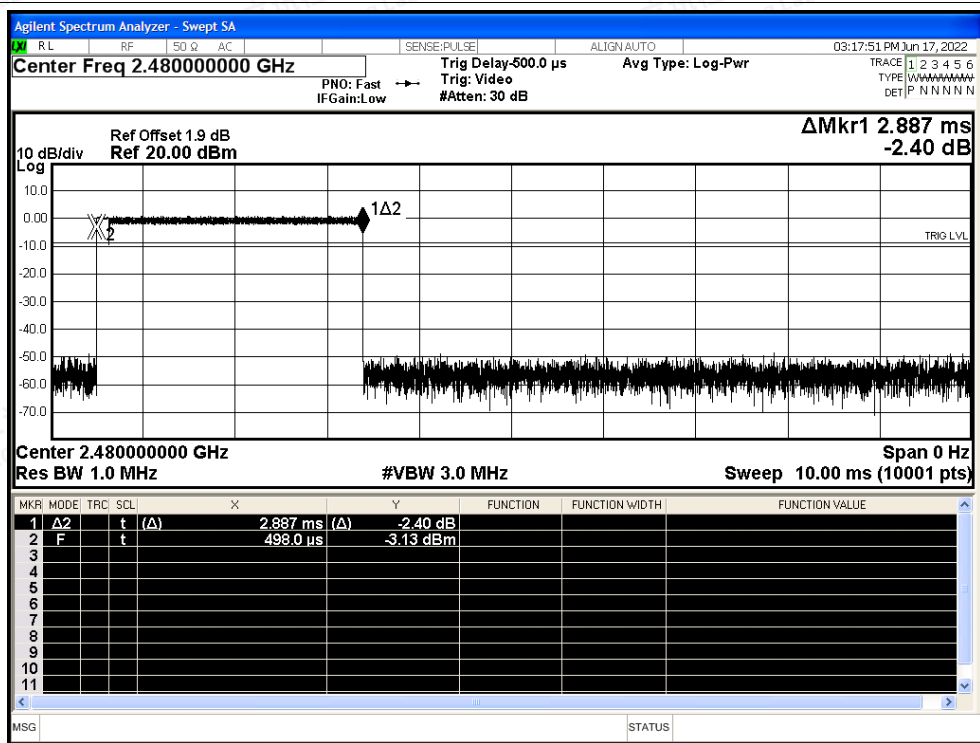 Agilent Spectrum Analyzer - Swept SA
LXI RL RF 50 Ω AC SENSE:PULSE ALIGN AUTO 03:17:51 PM Jun 17, 2022
Center Freq 2.480000000 GHz
PNO: Fast
IFGain:Low
Trig Delay-500.0 µs
Trig: Video
#Atten: 30 dB
Avg Type: Log-Pwr
TRACE 1 2 3 4 5 6
TYPE WWWWWW
DET P N N N N N
ΔMkr1 2.887 ms
-2.40 dB
Ref Offset 1.9 dB
10 dB/div Ref 20.00 dBm
Log
10.0
0.00
-10.0
-20.0
-30.0
-40.0
-50.0
-60.0
-70.0
1Δ2
2
TRIG LVL
Center 2.480000000 GHz Span 0 Hz
Res BW 1.0 MHz #VBW 3.0 MHz Sweep 10.00 ms (10001 pts)
MKR MODE TRC SCL X Y FUNCTION FUNCTION WIDTH FUNCTION VALUE
1 Δ2 t (Δ) 2.887 ms (Δ) -2.40 dB
2 F t 498.0 µs -3.13 dBm
3
4
5
6
7
8
9
10
11
MSG STATUS